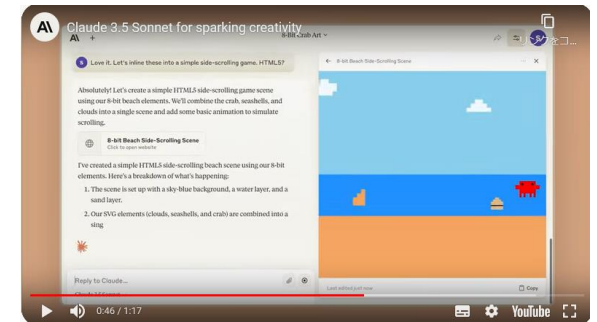 Claude 3.5 Sonnet for sparking creativity
8-Bit Crab Art
S
リンクをコ...
S Love it. Let's inline these into a simple side-scrolling game. HTML5?
Absolutely! Let's create a simple HTML5 side-scrolling game scene
using our 8-bit beach elements. We'll combine the crab, seashells, and
clouds into a single scene and add some basic animation to simulate
scrolling.
8-bit Beach Side-Scrolling Scene
Click to open website
I've created a simple HTML5 side-scrolling beach scene using our 8-bit
elements. Here's a breakdown of what's happening:
1. The scene is set up with a sky-blue background, a water layer, and a
sand layer.
2. Our SVG elements (clouds, seashells, and crab) are combined into a
sing
Reply to Claude...
8-Bit Beach Side-Scrolling Scene
Last edited just now
Copy
0:46 / 1:17
YouTube